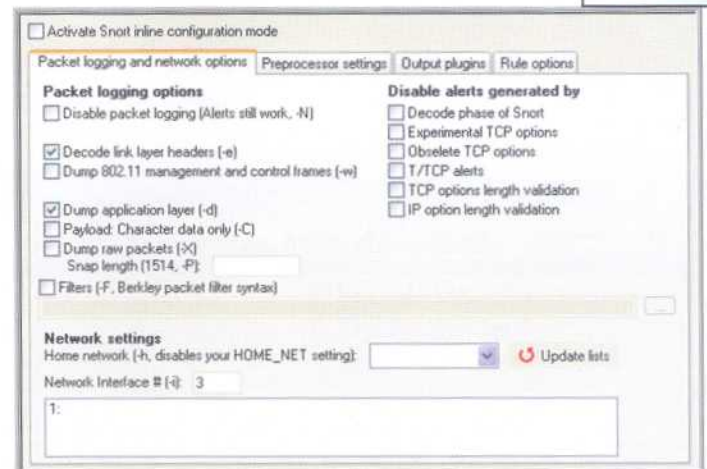 Activate Snort inline configuration mode
Packet logging and network options Preprocessor settings Output plugins Rule options
Packet logging options
Disable packet logging (Alerts still work, -N)
Decode link layer headers (-e)
Dump 802.11 management and control frames (-w)
Dump application layer (-d)
Payload: Character data only (-C)
Dump raw packets (-X)
Snap length (1514, -P):
Filters (-F, Berkley packet filter syntax)
...
Disable alerts generated by
Decode phase of Snort
Experimental TCP options
Obselete TCP options
T/TCP alerts
TCP options length validation
IP option length validation
Network settings
Home network (-h, disables your HOME_NET setting):
Update lists
Network Interface # (-i): 3
1: